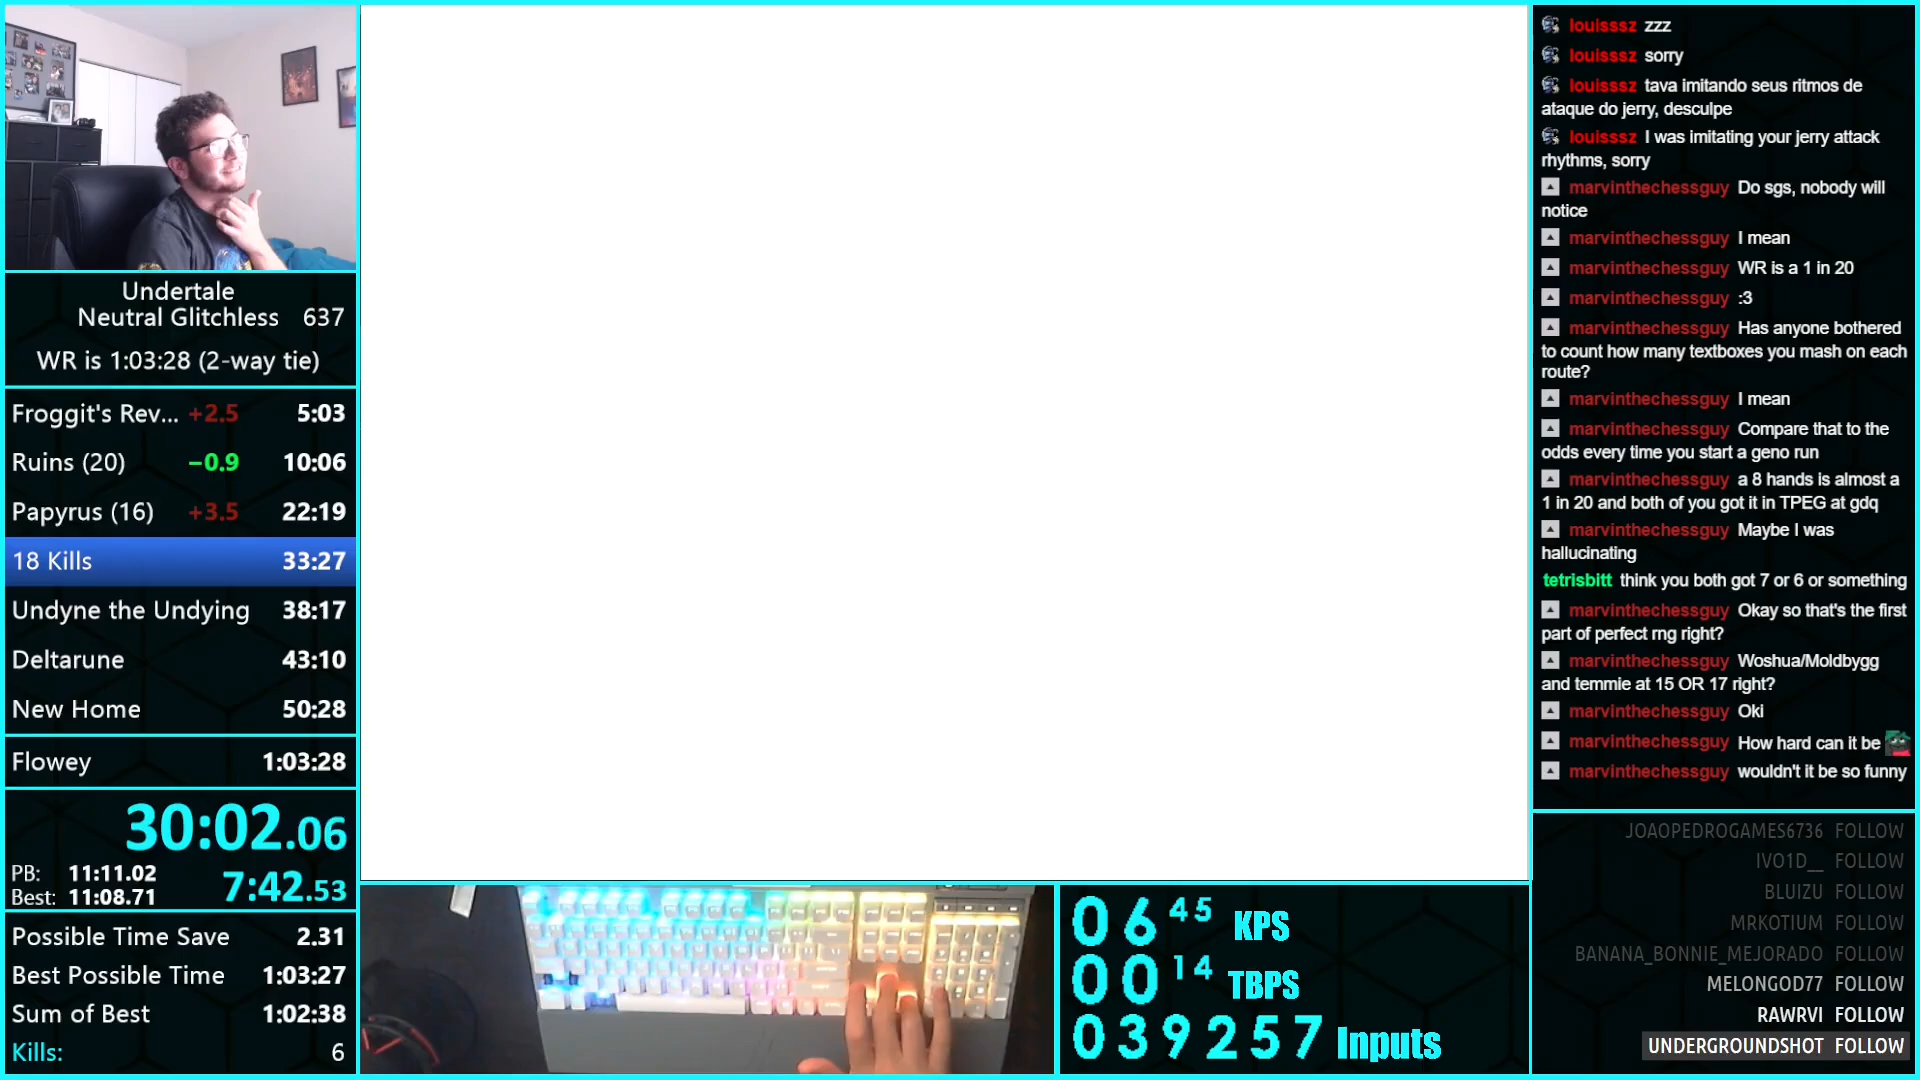 Undertale
Neutral Glitchless 637
WR is 1:03:28 (2-way tie)
Froggit's Rev... +2.5 5:03
Ruins (20) −0.9 10:06
Papyrus (16) +3.5 22:19
18 Kills 33:27
Undyne the Undying 38:17
Deltarune 43:10
New Home 50:28
Flowey 1:03:28
30:02.06
PB: 11:11.02
Best: 11:08.71
7:42.53
Possible Time Save 2.31
Best Possible Time 1:03:27
Sum of Best 1:02:38
Kills: 6
06 45 KPS
00 14 TBPS
039257 Inputs
louisssz zzz
louisssz sorry
louisssz tava imitando seus ritmos de
ataque do jerry, desculpe
louisssz I was imitating your jerry attack
rhythms, sorry
marvinthechessguy Do sgs, nobody will
notice
marvinthechessguy I mean
marvinthechessguy WR is a 1 in 20
marvinthechessguy :3
marvinthechessguy Has anyone bothered
to count how many textboxes you mash on each
route?
marvinthechessguy I mean
marvinthechessguy Compare that to the
odds every time you start a geno run
marvinthechessguy a 8 hands is almost a
1 in 20 and both of you got it in TPEG at gdq
marvinthechessguy Maybe I was
hallucinating
tetrisbitt think you both got 7 or 6 or something
marvinthechessguy Okay so that's the first
part of perfect rng right?
marvinthechessguy Woshua/Moldbygg
and temmie at 15 OR 17 right?
marvinthechessguy Oki
marvinthechessguy How hard can it be
marvinthechessguy wouldn't it be so funny
JOAOPEDROGAMES6736 FOLLOW
IVO1D__ FOLLOW
BLUIZU FOLLOW
MRKOTIUM FOLLOW
BANANA_BONNIE_MEJORADO FOLLOW
MELONGOD77 FOLLOW
RAWRVI FOLLOW
UNDERGROUNDSHOT FOLLOW